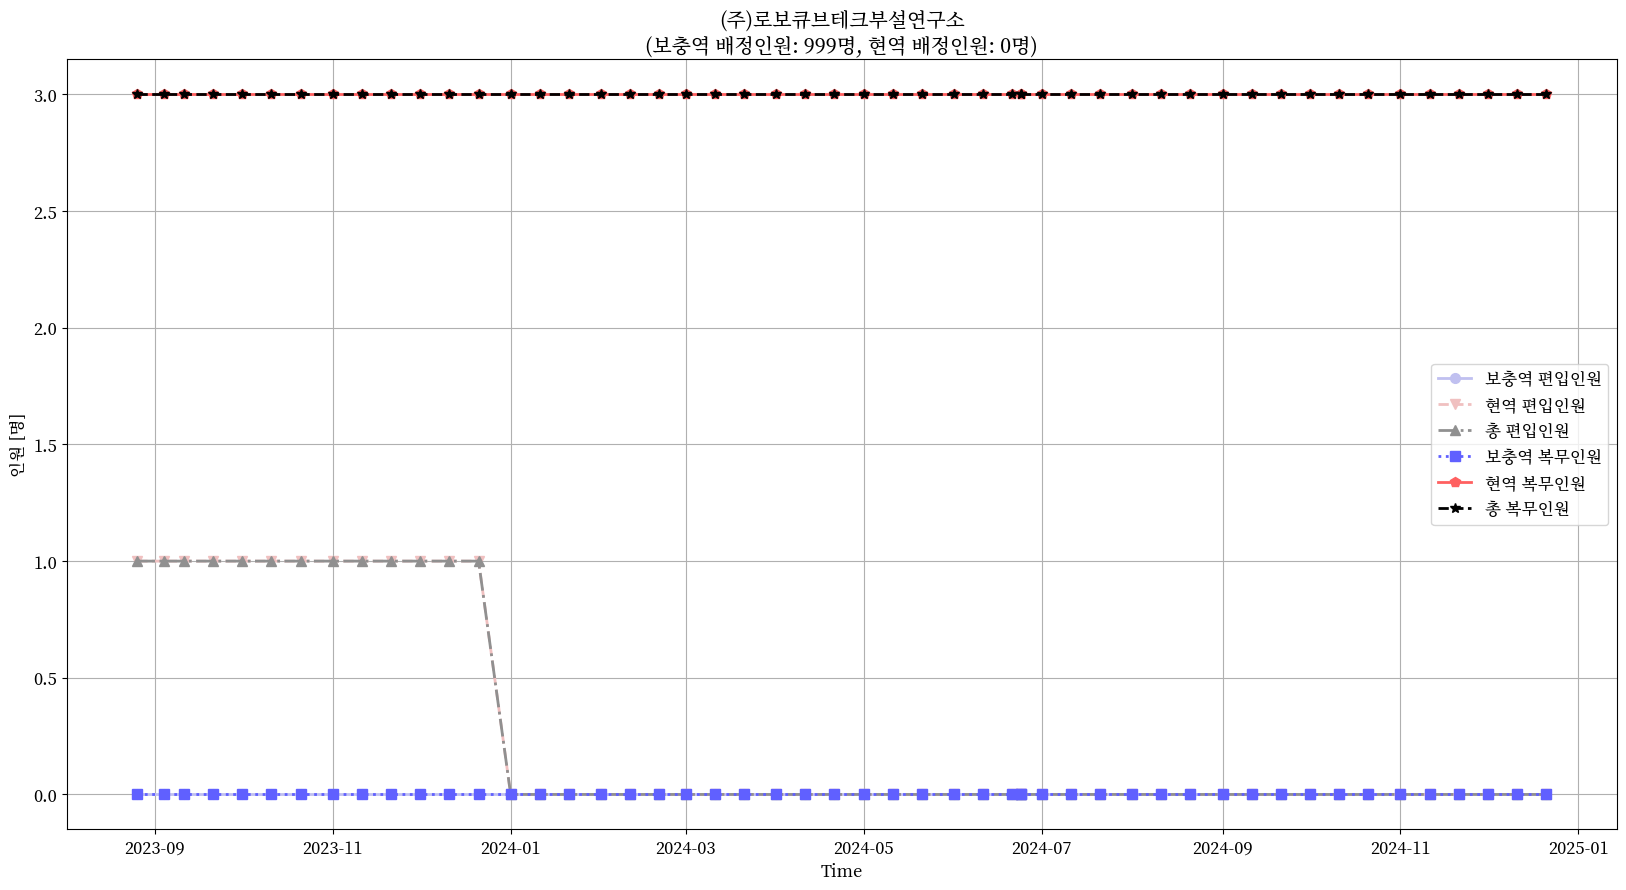 (주)로보큐브테크부설연구소
(보충역 배정인원: 999명, 현역 배정인원: 0명)
3.0
2.5
2.0
1.5
1.0
0.5
0.0
인원 [명]
보충역 편입인원
현역 편입인원
총 편입인원
보충역 복무인원
현역 복무인원
총 복무인원
2023-09 2023-11 2024-01 2024-03 2024-05 2024-07 2024-09 2024-11 2025-01
Time